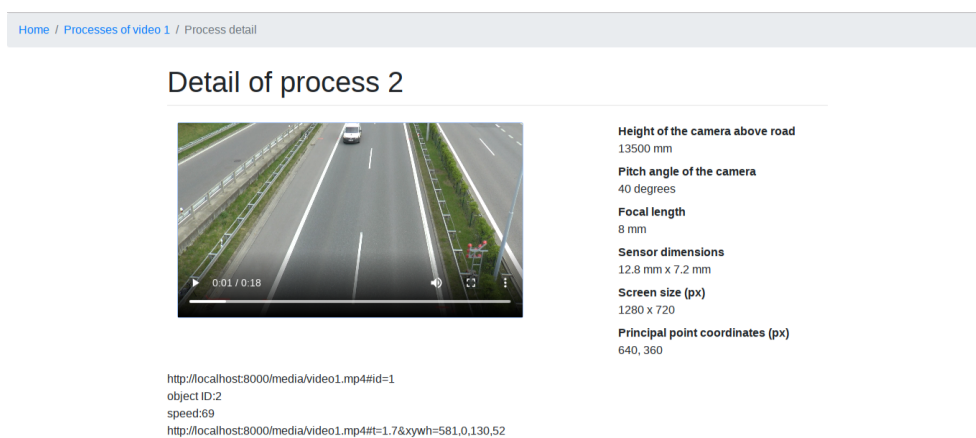 Home / Processes of video 1 / Process detail
Detail of process 2
0:01 / 0:18
Height of the camera above road
13500 mm
Pitch angle of the camera
40 degrees
Focal length
8 mm
Sensor dimensions
12.8 mm x 7.2 mm
Screen size (px)
1280 x 720
Principal point coordinates (px)
640, 360
http://localhost:8000/media/video1.mp4#id=1
object ID:2
speed:69
http://localhost:8000/media/video1.mp4#t=1.7&xywh=581,0,130,52